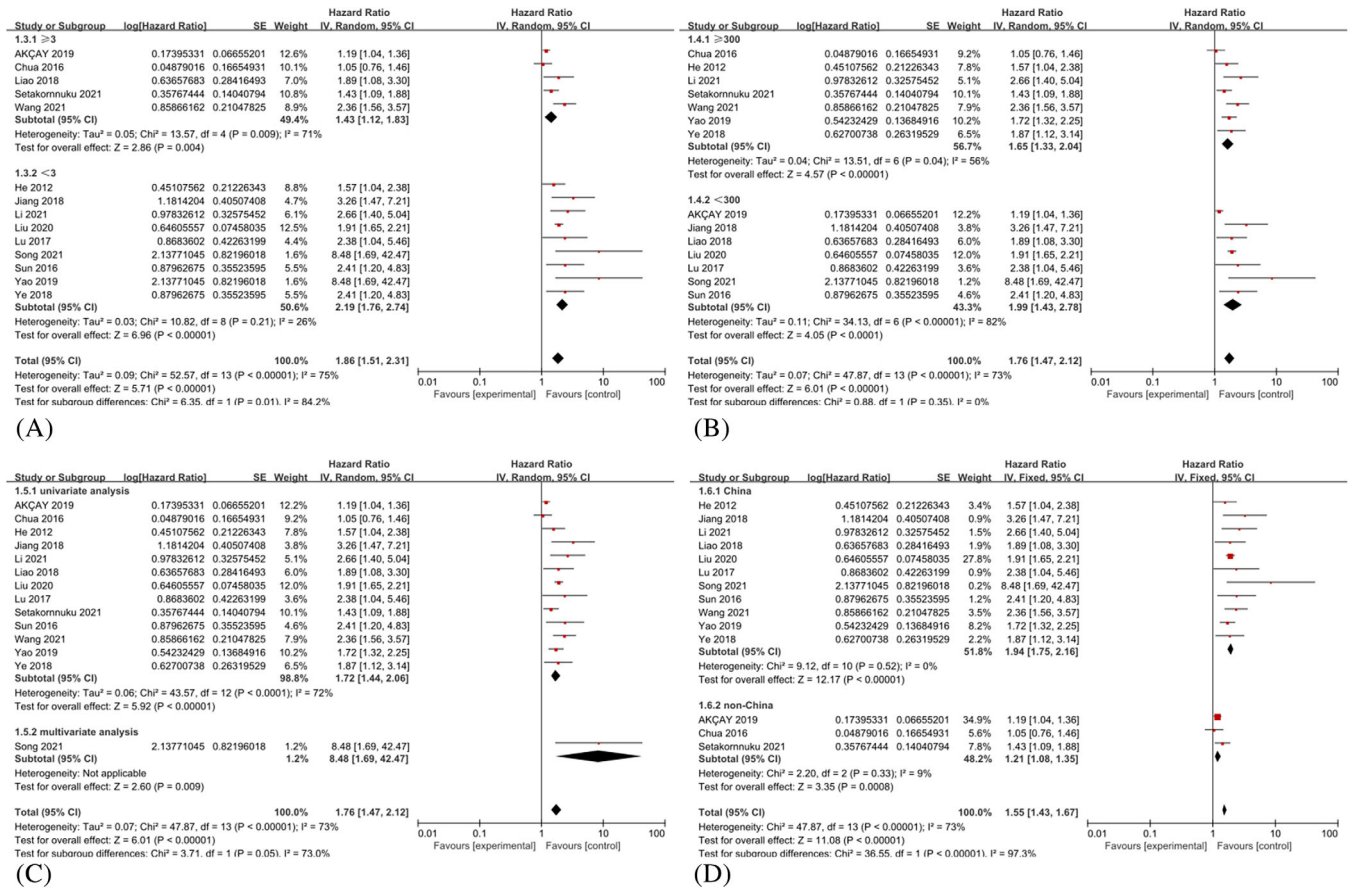 Hazard Ratio Hazard Ratio
Study or Subgroup log[Hazard Ratio] SE Weight IV, Random, 95% CI IV, Random, 95% CI
1.3.1 ≥3
AKÇAY 2019 0.17395331 0.06655201 12.6% 1.19 [1.04, 1.36]
Chua 2016 0.04879016 0.16654931 10.1% 1.05 [0.76, 1.46]
Liao 2018 0.63657683 0.28416493 7.0% 1.89 [1.08, 3.30]
Setakornnuku 2021 0.35767444 0.14040794 10.8% 1.43 [1.09, 1.88]
Wang 2021 0.85866162 0.21047825 8.9% 2.36 [1.56, 3.57]
Subtotal (95% CI) 49.4% 1.43 [1.12, 1.83]
Heterogeneity: Tau² = 0.05; Chi² = 13.57, df = 4 (P = 0.009); I² = 71%
Test for overall effect: Z = 2.86 (P = 0.004)
1.3.2 <3
He 2012 0.45107562 0.21226343 8.8% 1.57 [1.04, 2.38]
Jiang 2018 1.1814204 0.40507408 4.7% 3.26 [1.47, 7.21]
Li 2021 0.97832612 0.32575452 6.1% 2.66 [1.40, 5.04]
Liu 2020 0.64605557 0.07458035 12.5% 1.91 [1.65, 2.21]
Lu 2017 0.8683602 0.42263199 4.4% 2.38 [1.04, 5.46]
Song 2021 2.13771045 0.82196018 1.6% 8.48 [1.69, 42.47]
Sun 2016 0.87962675 0.35523595 5.5% 2.41 [1.20, 4.83]
Yao 2019 2.13771045 0.82196018 1.6% 8.48 [1.69, 42.47]
Ye 2018 0.87962675 0.35523595 5.5% 2.41 [1.20, 4.83]
Subtotal (95% CI) 50.6% 2.19 [1.76, 2.74]
Heterogeneity: Tau² = 0.03; Chi² = 10.82, df = 8 (P = 0.21); I² = 26%
Test for overall effect: Z = 6.96 (P < 0.00001)
Total (95% CI) 100.0% 1.86 [1.51, 2.31]
Heterogeneity: Tau² = 0.09; Chi² = 52.57, df = 13 (P < 0.00001); I² = 75%
Test for overall effect: Z = 5.71 (P < 0.00001)
Test for subgroup differences: Chi² = 6.35, df = 1 (P = 0.01), I² = 84.2%
0.01 0.1 1 10 100
Favours [experimental] Favours [control]
(A)
Hazard Ratio Hazard Ratio
Study or Subgroup log[Hazard Ratio] SE Weight IV, Random, 95% CI IV, Random, 95% CI
1.4.1 ≥300
Chua 2016 0.04879016 0.16654931 9.2% 1.05 [0.76, 1.46]
He 2012 0.45107562 0.21226343 7.8% 1.57 [1.04, 2.38]
Li 2021 0.97832612 0.32575452 5.1% 2.66 [1.40, 5.04]
Setakornnuku 2021 0.35767444 0.14040794 10.1% 1.43 [1.09, 1.88]
Wang 2021 0.85866162 0.21047825 7.9% 2.36 [1.56, 3.57]
Yao 2019 0.54232429 0.13684916 10.2% 1.72 [1.32, 2.25]
Ye 2018 0.62700738 0.26319529 6.5% 1.87 [1.12, 3.14]
Subtotal (95% CI) 56.7% 1.65 [1.33, 2.04]
Heterogeneity: Tau² = 0.04; Chi² = 13.51, df = 6 (P = 0.04); I² = 56%
Test for overall effect: Z = 4.57 (P < 0.00001)
1.4.2 <300
AKÇAY 2019 0.17395331 0.06655201 12.2% 1.19 [1.04, 1.36]
Jiang 2018 1.1814204 0.40507408 3.8% 3.26 [1.47, 7.21]
Liao 2018 0.63657683 0.28416493 6.0% 1.89 [1.08, 3.30]
Liu 2020 0.64605557 0.07458035 12.0% 1.91 [1.65, 2.21]
Lu 2017 0.8683602 0.42263199 3.6% 2.38 [1.04, 5.46]
Song 2021 2.13771045 0.82196018 1.2% 8.48 [1.69, 42.47]
Sun 2016 0.87962675 0.35523595 4.6% 2.41 [1.20, 4.83]
Subtotal (95% CI) 43.3% 1.99 [1.43, 2.78]
Heterogeneity: Tau² = 0.11; Chi² = 34.13, df = 6 (P < 0.00001); I² = 82%
Test for overall effect: Z = 4.05 (P < 0.0001)
Total (95% CI) 100.0% 1.76 [1.47, 2.12]
Heterogeneity: Tau² = 0.07; Chi² = 47.87, df = 13 (P < 0.00001); I² = 73%
Test for overall effect: Z = 6.01 (P < 0.00001)
Test for subgroup differences: Chi² = 0.88, df = 1 (P = 0.35), I² = 0%
0.01 0.1 1 10 100
Favours [experimental] Favours [control]
(B)
Hazard Ratio Hazard Ratio
Study or Subgroup log[Hazard Ratio] SE Weight IV, Random, 95% CI IV, Random, 95% CI
1.5.1 univariate analysis
AKÇAY 2019 0.17395331 0.06655201 12.2% 1.19 [1.04, 1.36]
Chua 2016 0.04879016 0.16654931 9.2% 1.05 [0.76, 1.46]
He 2012 0.45107562 0.21226343 7.8% 1.57 [1.04, 2.38]
Jiang 2018 1.1814204 0.40507408 3.8% 3.26 [1.47, 7.21]
Li 2021 0.97832612 0.32575452 5.1% 2.66 [1.40, 5.04]
Liao 2018 0.63657683 0.28416493 6.0% 1.89 [1.08, 3.30]
Liu 2020 0.64605557 0.07458035 12.0% 1.91 [1.65, 2.21]
Lu 2017 0.8683602 0.42263199 3.6% 2.38 [1.04, 5.46]
Setakornnuku 2021 0.35767444 0.14040794 10.1% 1.43 [1.09, 1.88]
Sun 2016 0.87962675 0.35523595 4.6% 2.41 [1.20, 4.83]
Wang 2021 0.85866162 0.21047825 7.9% 2.36 [1.56, 3.57]
Yao 2019 0.54232429 0.13684916 10.2% 1.72 [1.32, 2.25]
Ye 2018 0.62700738 0.26319529 6.5% 1.87 [1.12, 3.14]
Subtotal (95% CI) 98.8% 1.72 [1.44, 2.06]
Heterogeneity: Tau² = 0.06; Chi² = 43.57, df = 12 (P < 0.0001); I² = 72%
Test for overall effect: Z = 5.92 (P < 0.00001)
1.5.2 multivariate analysis
Song 2021 2.13771045 0.82196018 1.2% 8.48 [1.69, 42.47]
Subtotal (95% CI) 1.2% 8.48 [1.69, 42.47]
Heterogeneity: Not applicable
Test for overall effect: Z = 2.60 (P = 0.009)
Total (95% CI) 100.0% 1.76 [1.47, 2.12]
Heterogeneity: Tau² = 0.07; Chi² = 47.87, df = 13 (P < 0.00001); I² = 73%
Test for overall effect: Z = 6.01 (P < 0.00001)
Test for subgroup differences: Chi² = 3.71, df = 1 (P = 0.05), I² = 73.0%
0.01 0.1 1 10 100
Favours [experimental] Favours [control]
(C)
Hazard Ratio Hazard Ratio
Study or Subgroup log[Hazard Ratio] SE Weight IV, Fixed, 95% CI IV, Fixed, 95% CI
1.6.1 China
He 2012 0.45107562 0.21226343 3.4% 1.57 [1.04, 2.38]
Jiang 2018 1.1814204 0.40507408 0.9% 3.26 [1.47, 7.21]
Li 2021 0.97832612 0.32575452 1.5% 2.66 [1.40, 5.04]
Liao 2018 0.63657683 0.28416493 1.9% 1.89 [1.08, 3.30]
Liu 2020 0.64605557 0.07458035 27.8% 1.91 [1.65, 2.21]
Lu 2017 0.8683602 0.42263199 0.9% 2.38 [1.04, 5.46]
Song 2021 2.13771045 0.82196018 0.2% 8.48 [1.69, 42.47]
Sun 2016 0.87962675 0.35523595 1.2% 2.41 [1.20, 4.83]
Wang 2021 0.85866162 0.21047825 3.5% 2.36 [1.56, 3.57]
Yao 2019 0.54232429 0.13684916 8.2% 1.72 [1.32, 2.25]
Ye 2018 0.62700738 0.26319529 2.2% 1.87 [1.12, 3.14]
Subtotal (95% CI) 51.8% 1.94 [1.75, 2.16]
Heterogeneity: Chi² = 9.12, df = 10 (P = 0.52); I² = 0%
Test for overall effect: Z = 12.17 (P < 0.00001)
1.6.2 non-China
AKÇAY 2019 0.17395331 0.06655201 34.9% 1.19 [1.04, 1.36]
Chua 2016 0.04879016 0.16654931 5.6% 1.05 [0.76, 1.46]
Setakornnuku 2021 0.35767444 0.14040794 7.8% 1.43 [1.09, 1.88]
Subtotal (95% CI) 48.2% 1.21 [1.08, 1.35]
Heterogeneity: Chi² = 2.20, df = 2 (P = 0.33); I² = 9%
Test for overall effect: Z = 3.35 (P = 0.0008)
Total (95% CI) 100.0% 1.55 [1.43, 1.67]
Heterogeneity: Chi² = 47.87, df = 13 (P < 0.00001); I² = 73%
Test for overall effect: Z = 11.08 (P < 0.00001)
Test for subgroup differences: Chi² = 36.55, df = 1 (P < 0.00001), I² = 97.3%
0.01 0.1 1 10 100
Favours [experimental] Favours [control]
(D)